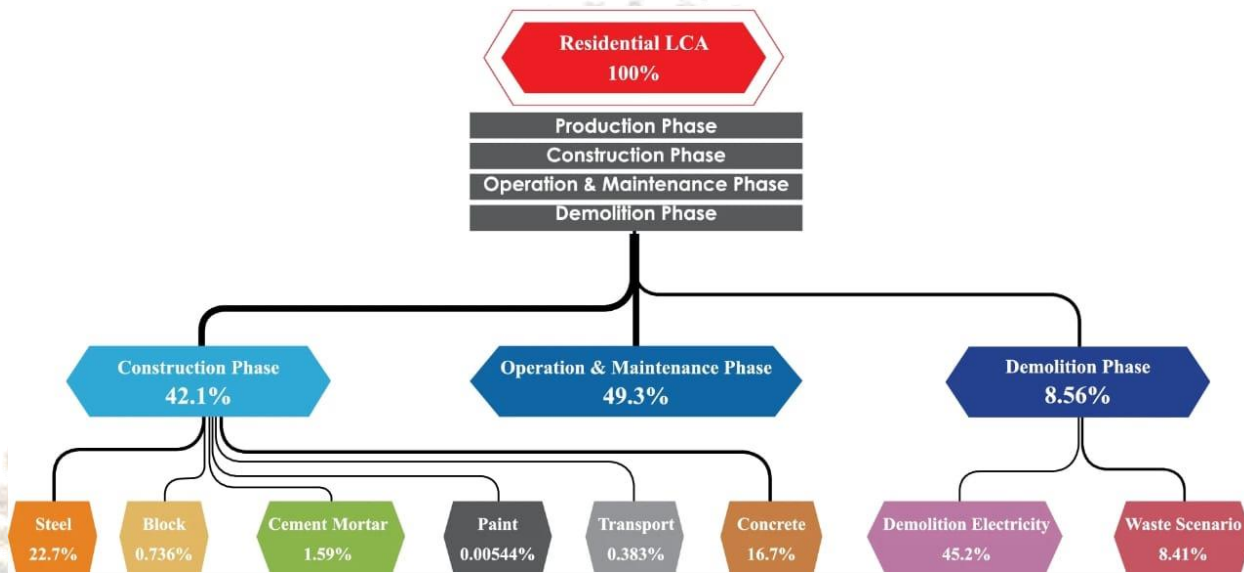 Residential LCA
100%
Production Phase
Construction Phase
Operation & Maintenance Phase
Demolition Phase
Construction Phase
42.1%
Operation & Maintenance Phase
49.3%
Demolition Phase
8.56%
Steel
22.7%
Block
0.736%
Cement Mortar
1.59%
Paint
0.00544%
Transport
0.383%
Concrete
16.7%
Demolition Electricity
45.2%
Waste Scenario
8.41%